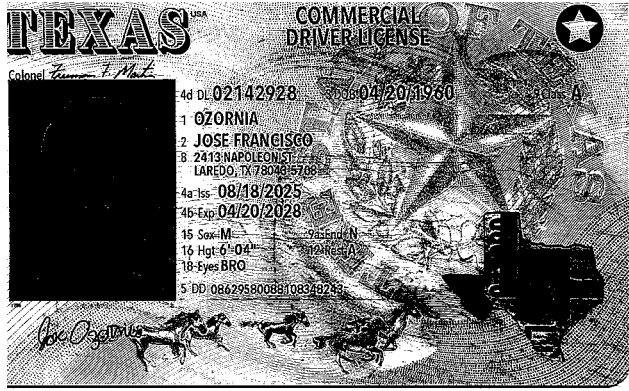 TEXAS USA
COMMERCIAL
DRIVER LICENSE
Colonel
4d DL 02142928 3 DOB 04/20/1960 9 Class A
1 OZORNIA
2 JOSE FRANCISCO
8 2413 NAPOLEON ST
LAREDO, TX 78043-5708
4a Iss 08/18/2025
4b Exp 04/20/2028
15 Sex M 9a End N
16 Hgt 6'-04" 12 Rest A
18 Eyes BRO
5 DD 08629580088108348243